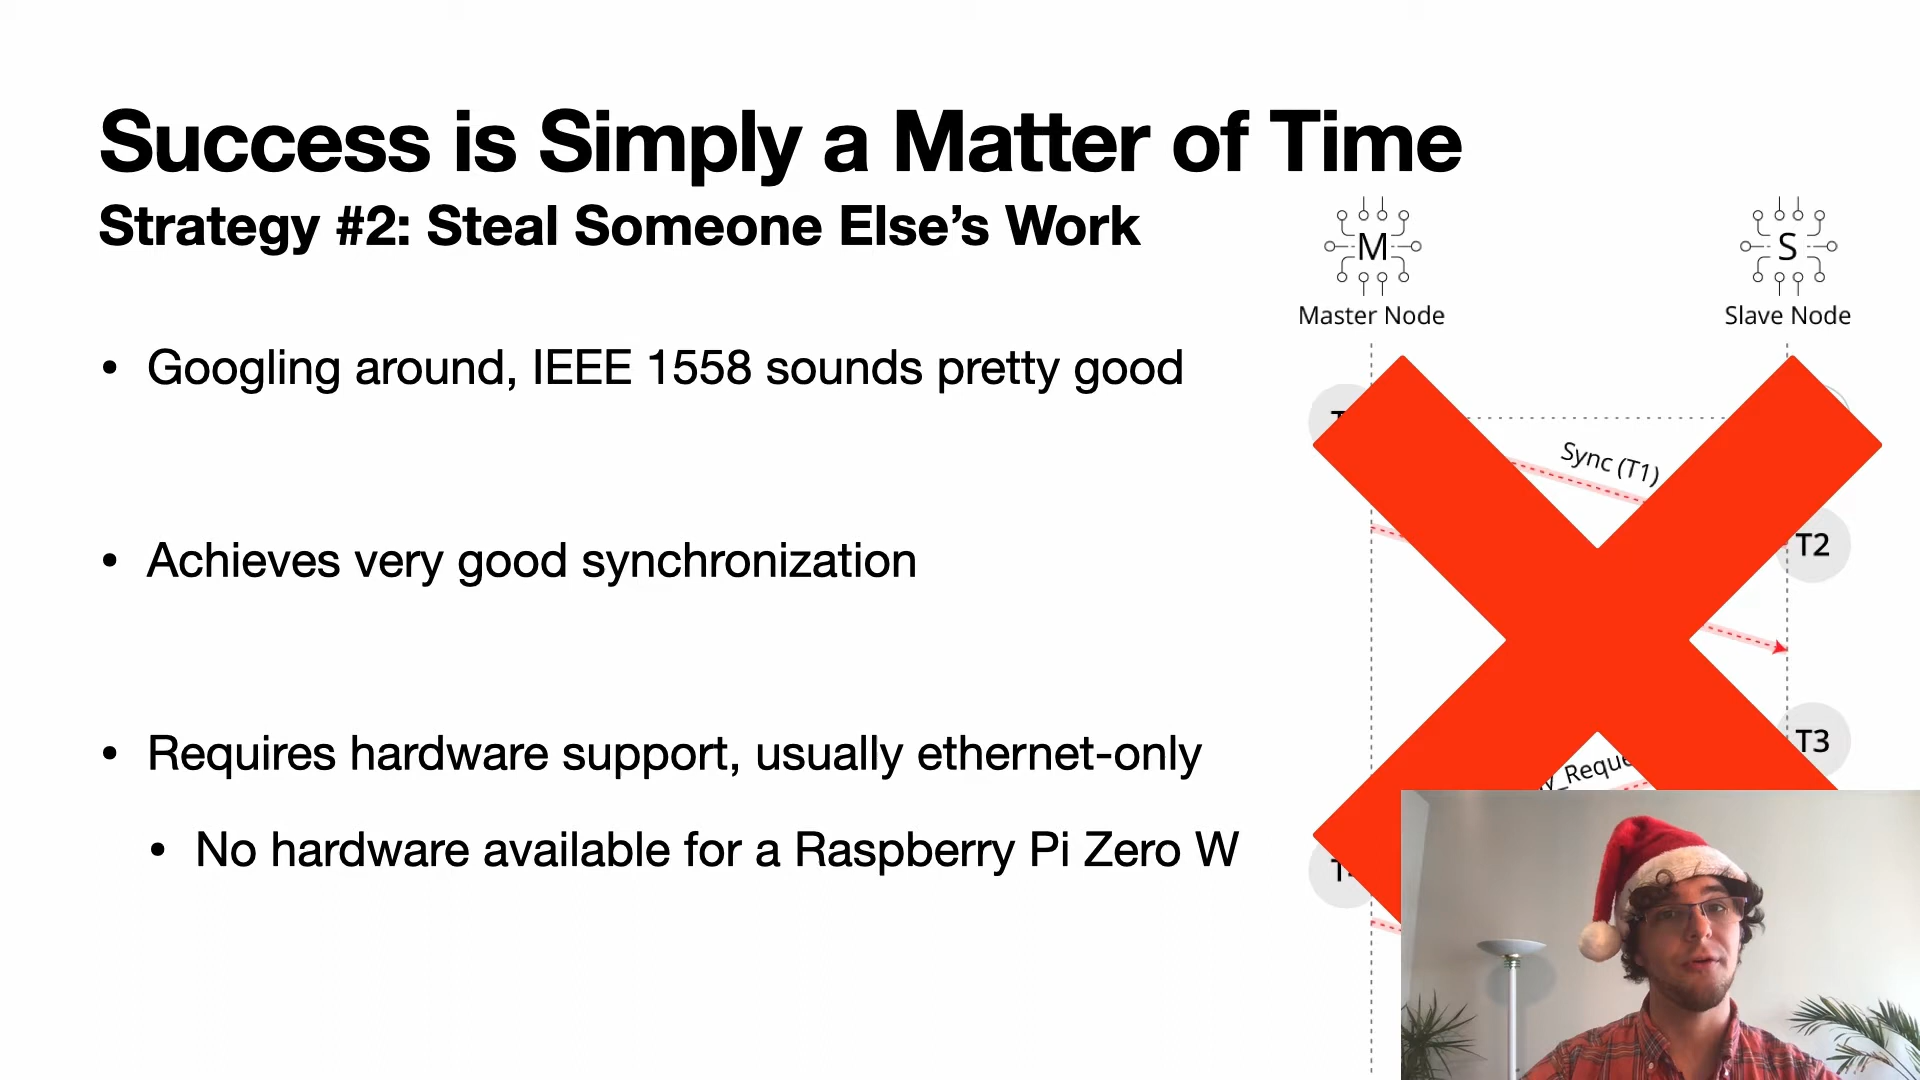 Success is Simply a Matter of Time
Strategy #2: Steal Someone Else's Work
M
S
Master Node
Slave Node
• Googling around, IEEE 1558 sounds pretty good
Sync (T1)
T2
• Achieves very good synchronization
T3
• Requires hardware support, usually ethernet-only
• No hardware available for a Raspberry Pi Zero W